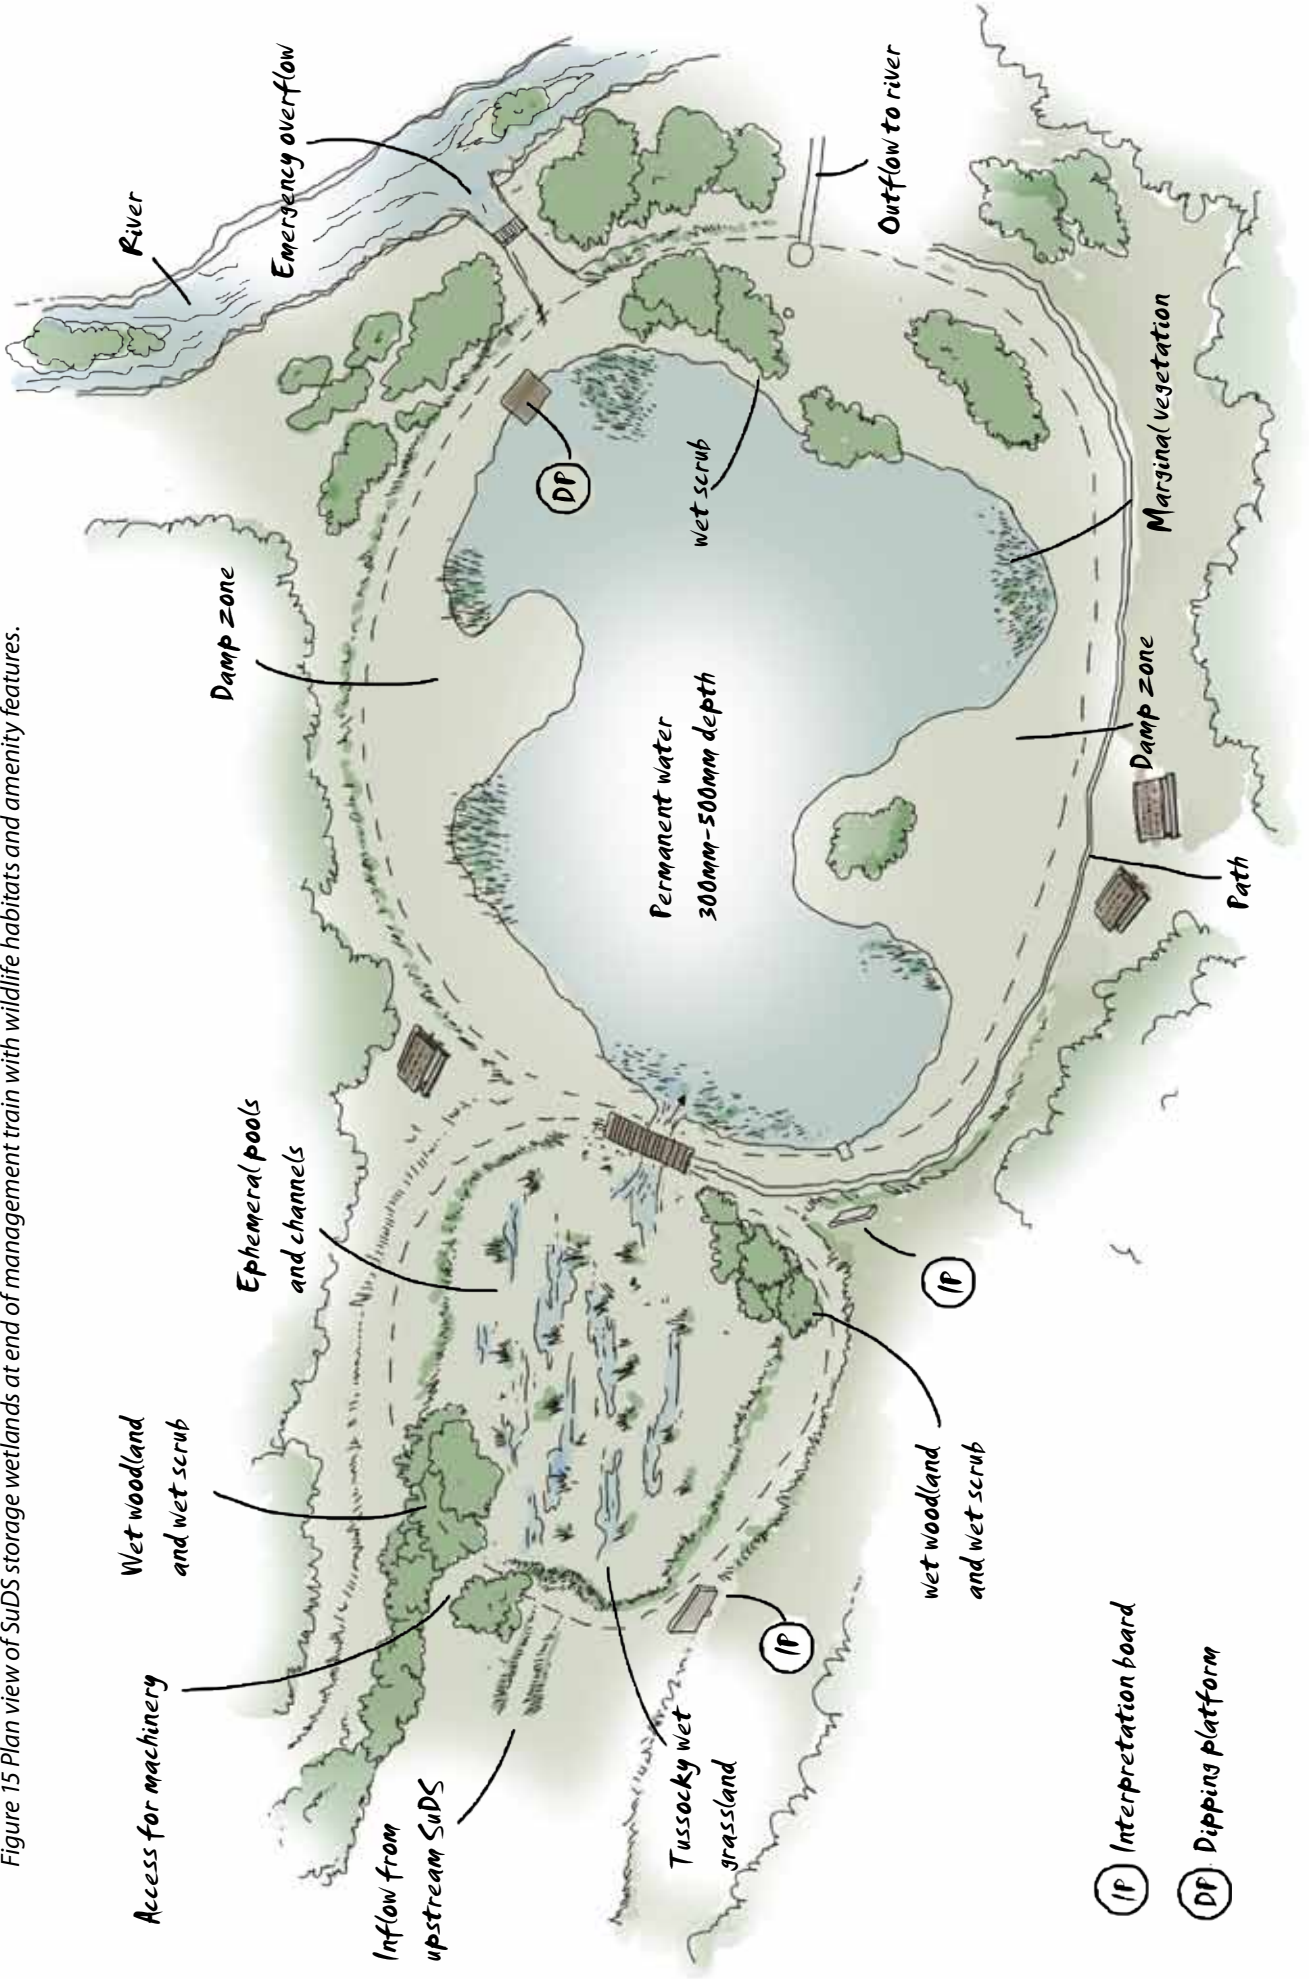 Figure 15 Plan view of SuDS storage wetlands at end of management train with wildlife habitats and amenity features.
Access for machinery
Wet woodland
and wet scrub
Ephemeral pools
and channels
Damp zone
River
Emergency overflow
Inflow from
upstream SuDS
DP
Tussocky wet
grassland
Permanent water
300mm-500mm depth
wet scrub
IP
wet woodland
and wet scrub
IP
Outflow to river
Marginal vegetation
Damp zone
Path
IP Interpretation board
DP Dipping platform